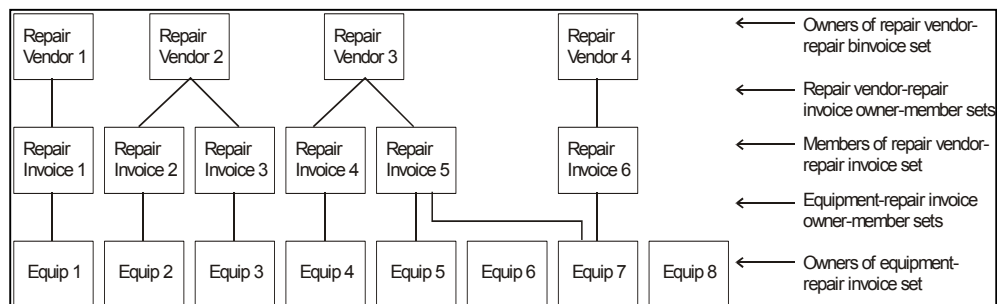 Repair
Vendor 1
Repair
Vendor 2
Repair
Vendor 3
Repair
Vendor 4
Owners of repair vendor-
repair binvoice set
Repair vendor-repair
invoice owner-member sets
Repair
Invoice 1
Repair
Invoice 2
Repair
Invoice 3
Repair
Invoice 4
Repair
Invoice 5
Repair
Invoice 6
Members of repair vendor-
repair invoice set
Equipment-repair invoice
owner-member sets
Equip 1
Equip 2
Equip 3
Equip 4
Equip 5
Equip 6
Equip 7
Equip 8
Owners of equipment-
repair invoice set